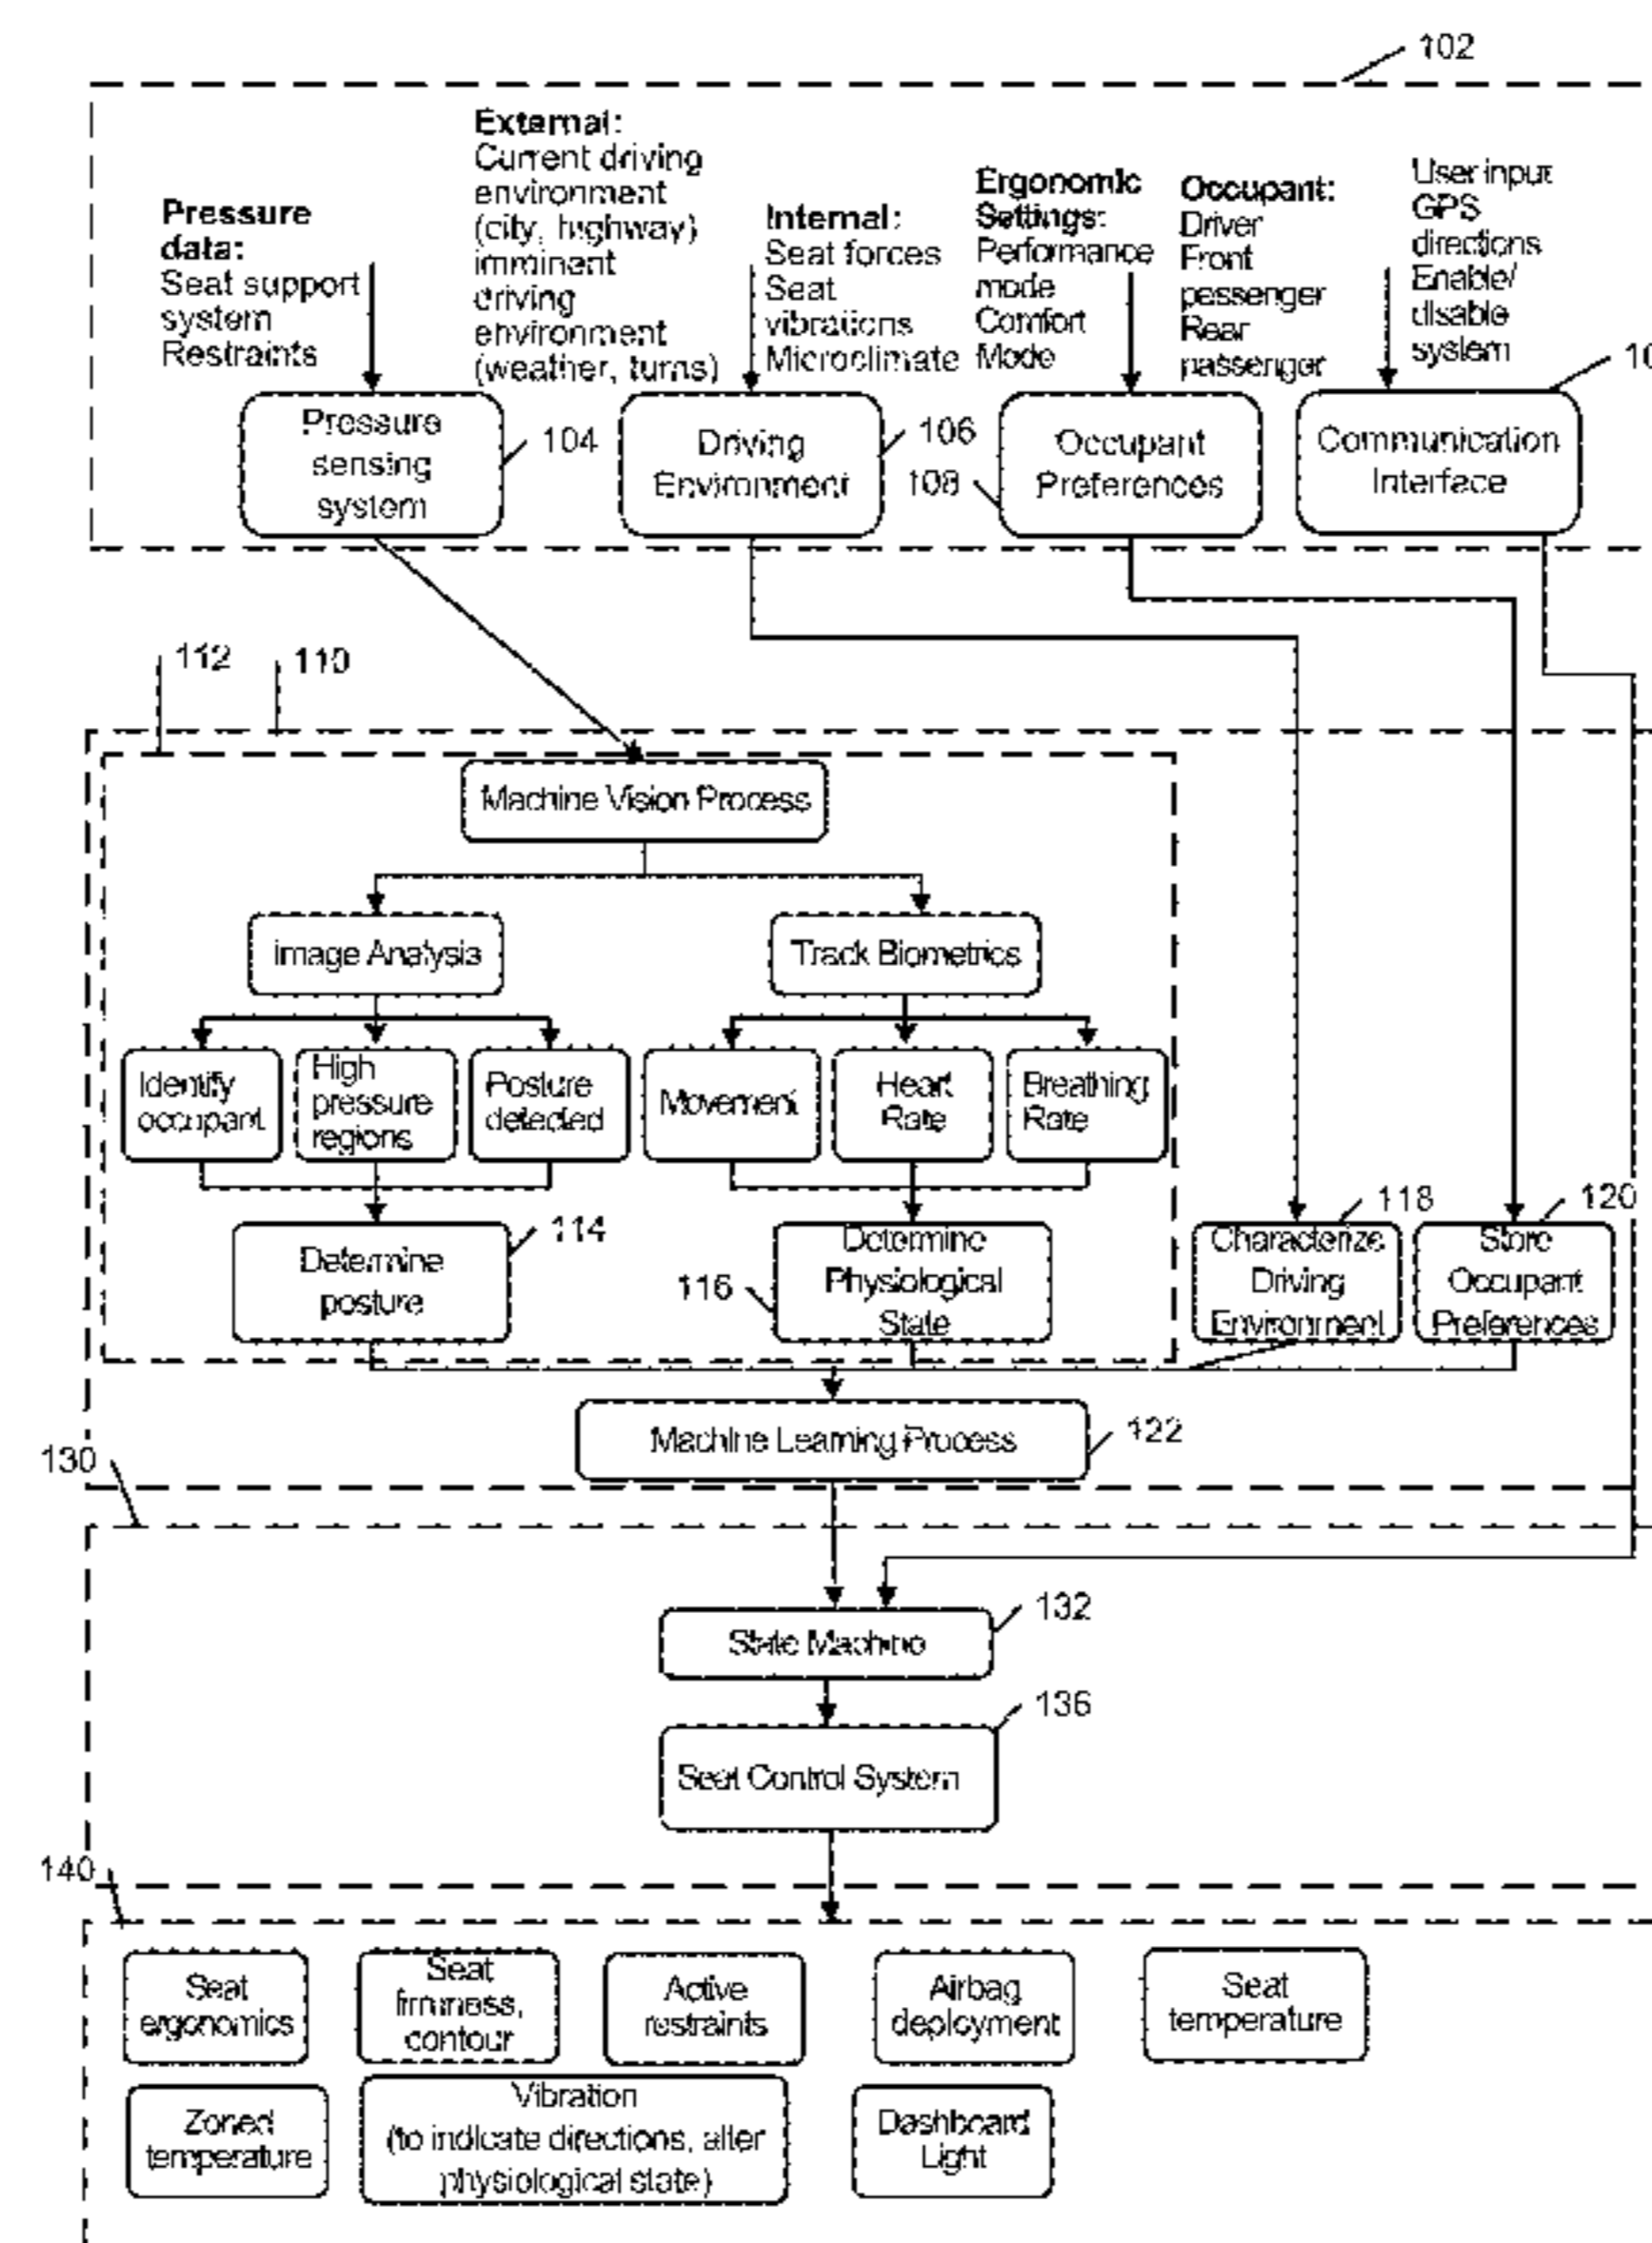 102
External:
Current driving
environment
(city, highway)
imminent
driving
environment
(weather, turns)
Pressure
data:
Seat support
system
Restraints
Internal:
Seat forces
Seat
vibrations
Microclimate
Ergonomic
Settings:
Performance
mode
Comfort
Mode
Occupant:
Driver
Front
passenger
Rear
passenger
User input
GPS
directions
Enable/
disable
system
10
Pressure
sensing
system
104
Driving
Environment
106
108
Occupant
Preferences
Communication
Interface
112
110
Machine Vision Process
Image Analysis
Track Biometrics
Identify
occupant
High
pressure
regions
Posture
detected
Movement
Heart
Rate
Breathing
Rate
Determine
posture
114
116
Determine
Physiological
State
118
Characterize
Driving
Environment
120
Store
Occupant
Preferences
Machine Learning Process
122
130
State Machine
132
Seat Control System
136
140
Seat
ergonomics
Seat
firmness,
contour
Active
restraints
Airbag
deployment
Seat
temperature
Zoned
temperature
Vibration
(to indicate directions, alter
physiological state)
Dashboard
Light